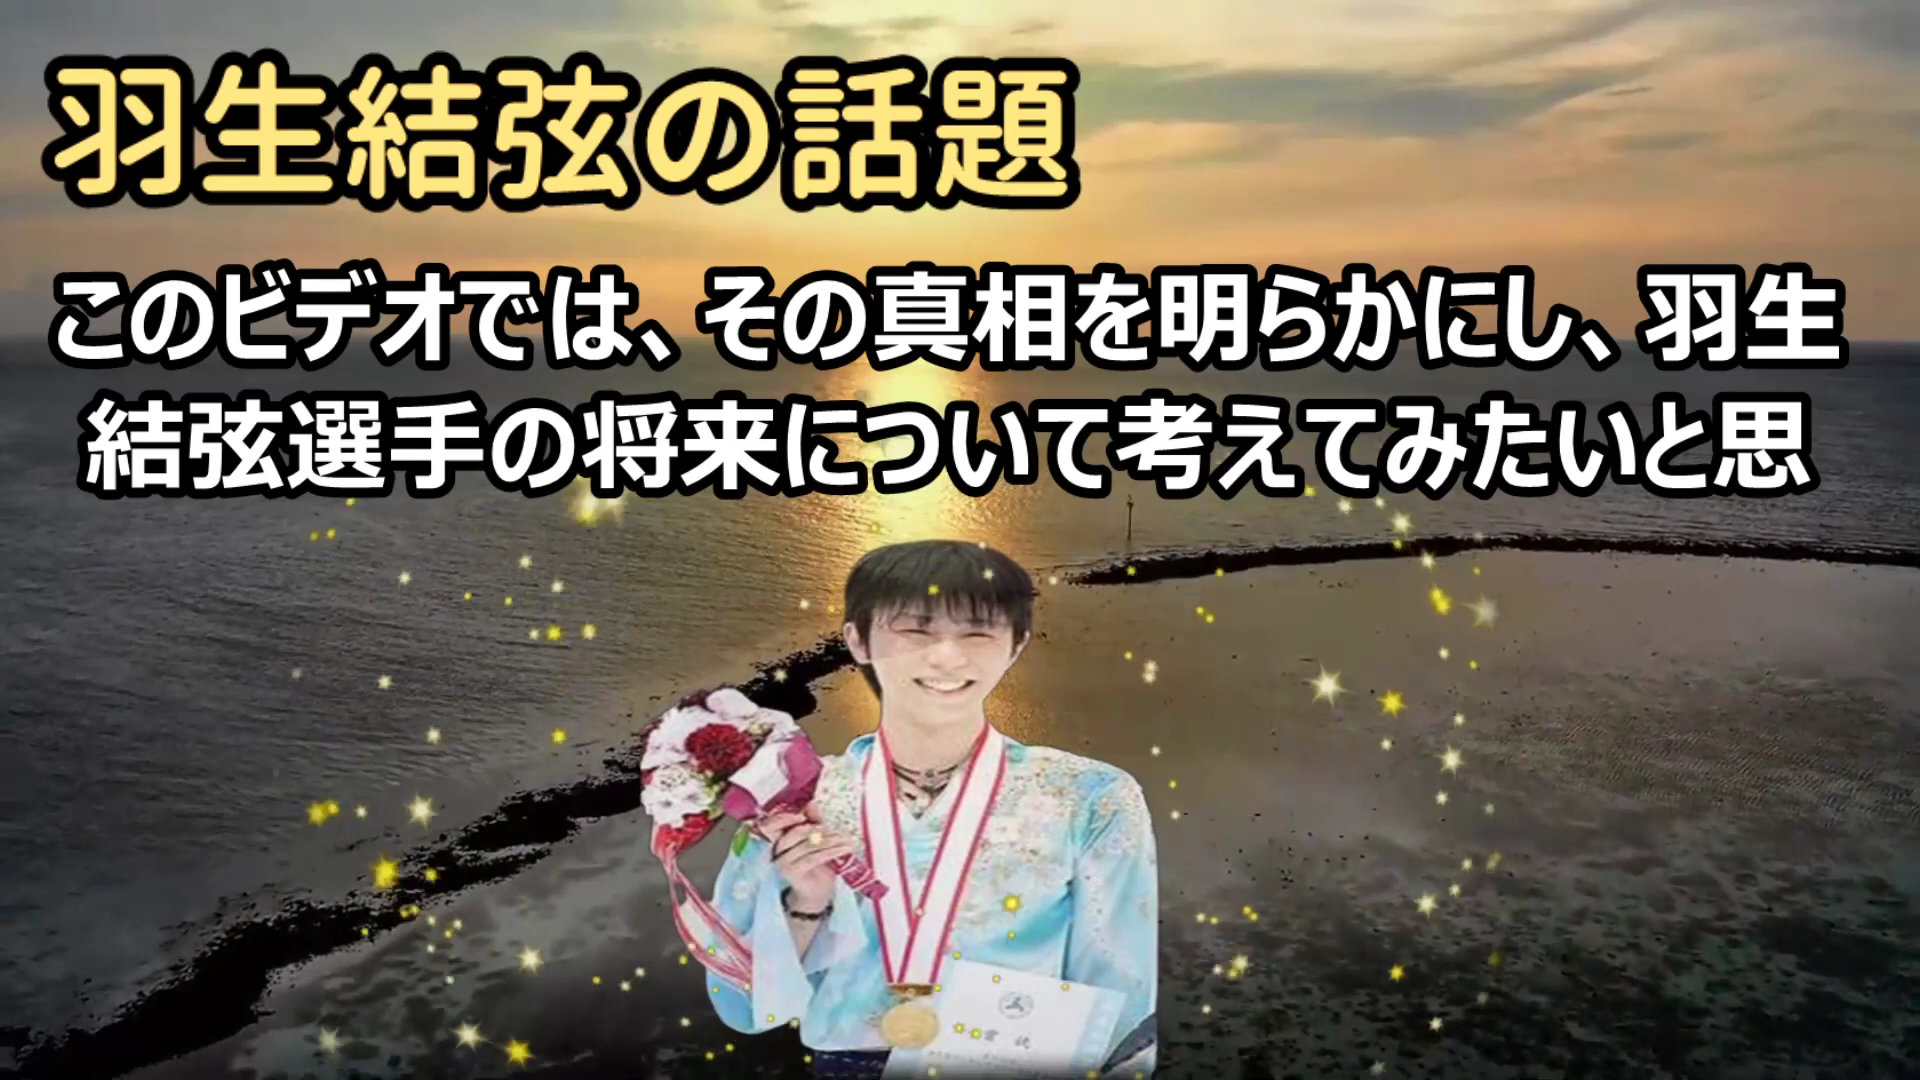 羽生結弦の話題
このビデオでは、その真相を明らかにし、羽生
結弦選手の将来について考えてみたいと思
賞状